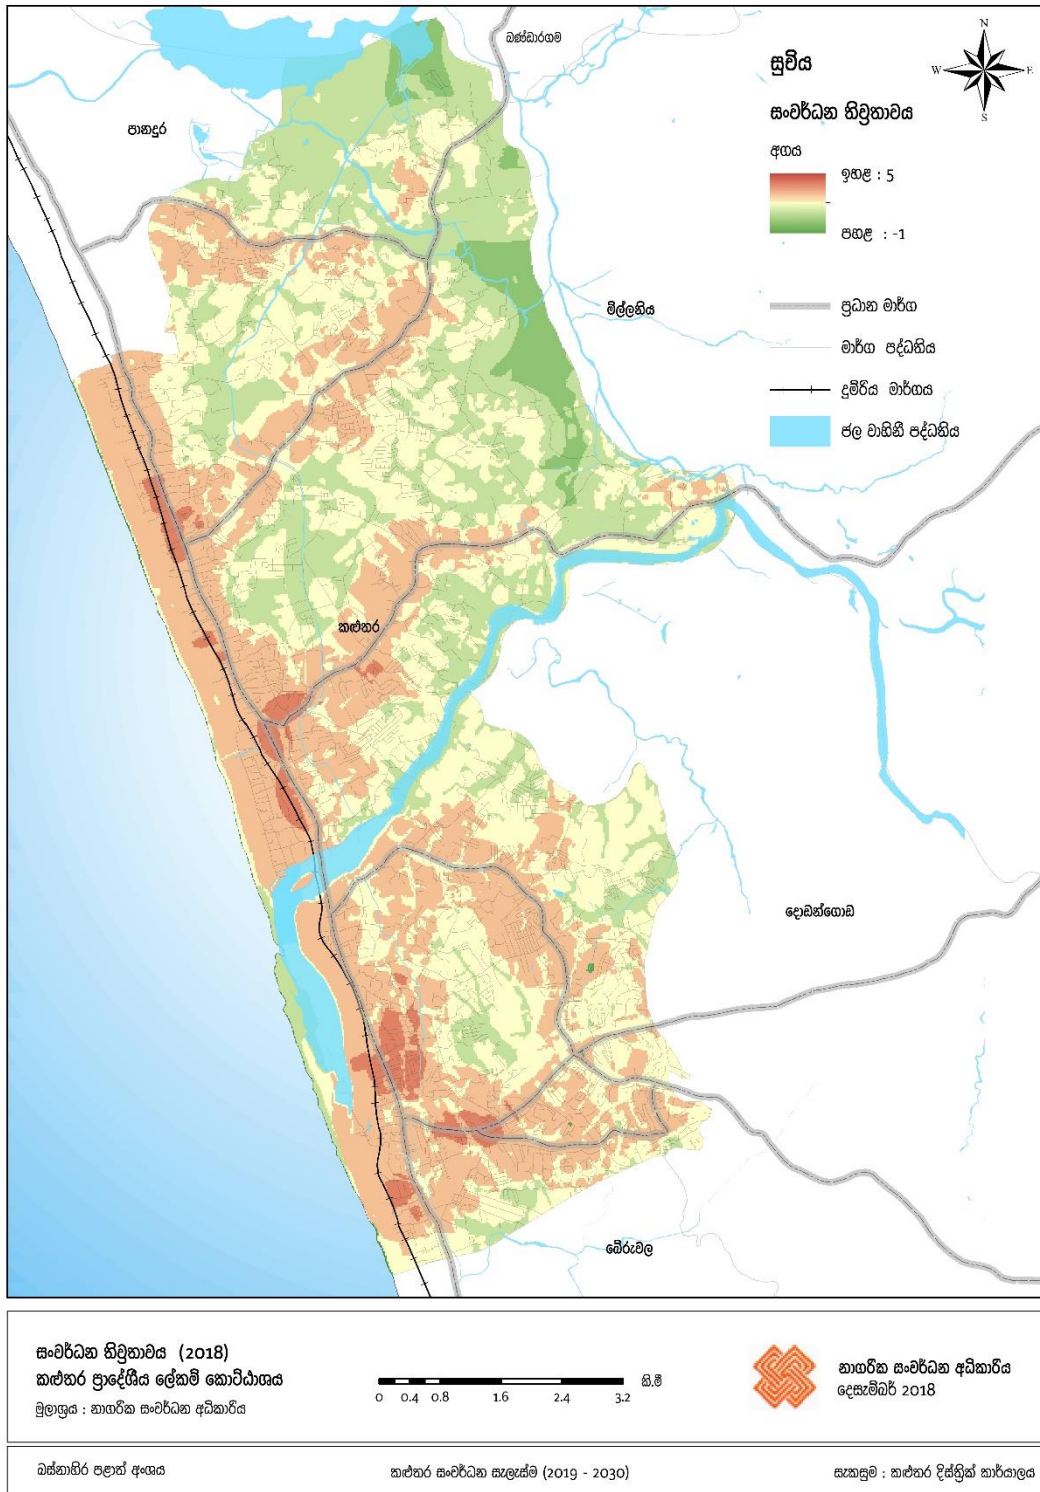 බණ්ඩාරගම
N
W
E
S
සූචිය
පානදුර
සංවර්ධන තිව්‍රතාවය
අගය
ඉහළ : 5
පහළ : -1
මිල්ලනිය
ප්‍රධාන මාර්ග
මාර්ග පද්ධතිය
දුම්රිය මාර්ගය
ජල වාහිනී පද්ධතිය
කළුතර
දොඩන්ගොඩ
බේරුවල
සංවර්ධන තිව්‍රතාවය (2018)
කළුතර ප්‍රාදේශීය ලේකම් කොට්ඨාශය
මුලාශ්‍රය : නාගරික සංවර්ධන අධිකාරිය
0 0.4 0.8 1.6 2.4 3.2 කි.මී
නාගරික සංවර්ධන අධිකාරිය
දෙසැම්බර් 2018
බස්නාහිර පළාත් අංශය
කළුතර සංවර්ධන සැලැස්ම (2019 - 2030)
සැකසුම : කළුතර දිස්ත්‍රික් කාර්යාලය